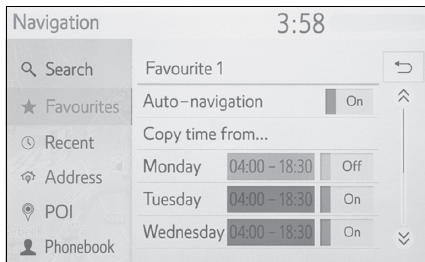 Navigation 3:58
Search
Favourites
Recent
Address
POI
Phonebook
Favourite 1
Auto-navigation On
Copy time from...
Monday 04:00 - 18:30 Off
Tuesday 04:00 - 18:30 On
Wednesday 04:00 - 18:30 On